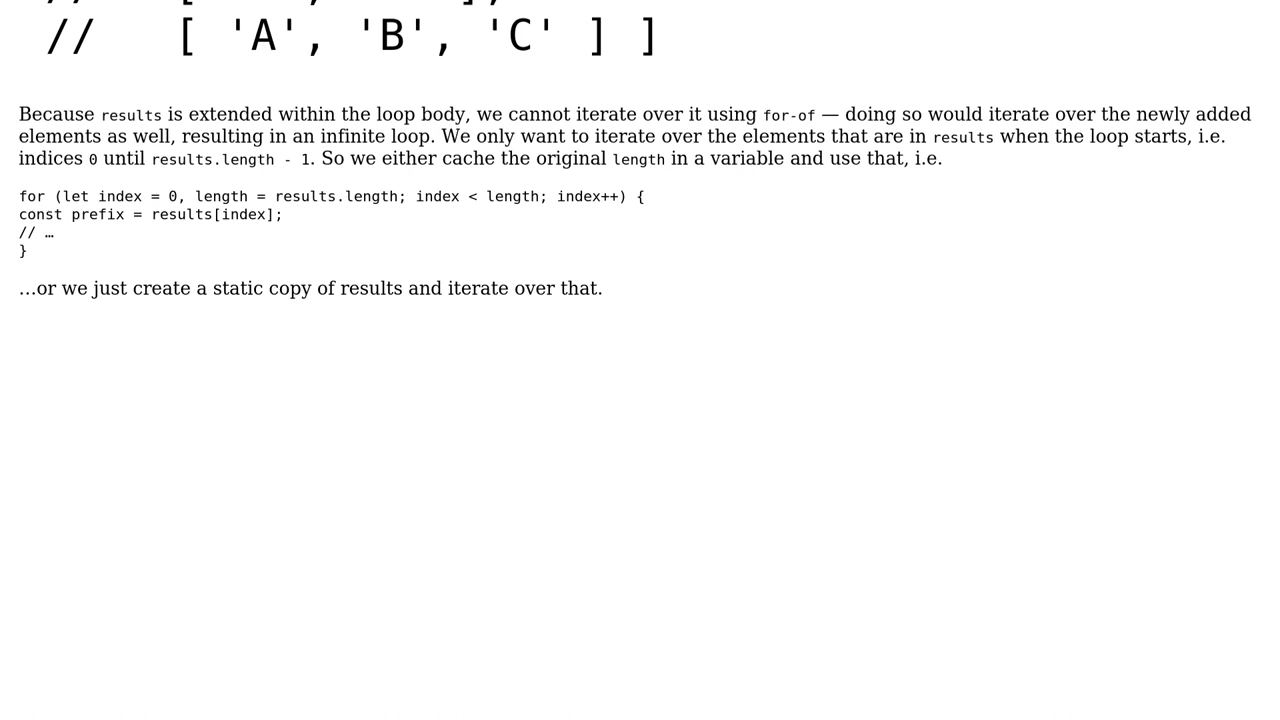 //   [ 'A', 'B', 'C' ] ]
Because results is extended within the loop body, we cannot iterate over it using for-of — doing so would iterate over the newly added
elements as well, resulting in an infinite loop. We only want to iterate over the elements that are in results when the loop starts, i.e.
indices 0 until results.length - 1. So we either cache the original length in a variable and use that, i.e.
for (let index = 0, length = results.length; index < length; index++) {
const prefix = results[index];
// …
}
…or we just create a static copy of results and iterate over that.